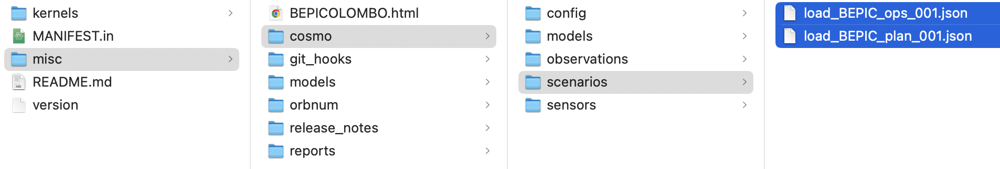 kernels
MANIFEST.in
misc
README.md
MD
version
BEPICOLOMBO.html
cosmo
git_hooks
models
orbnum
release_notes
reports
config
models
observations
scenarios
sensors
load_BEPIC_ops_001.json
load_BEPIC_plan_001.json